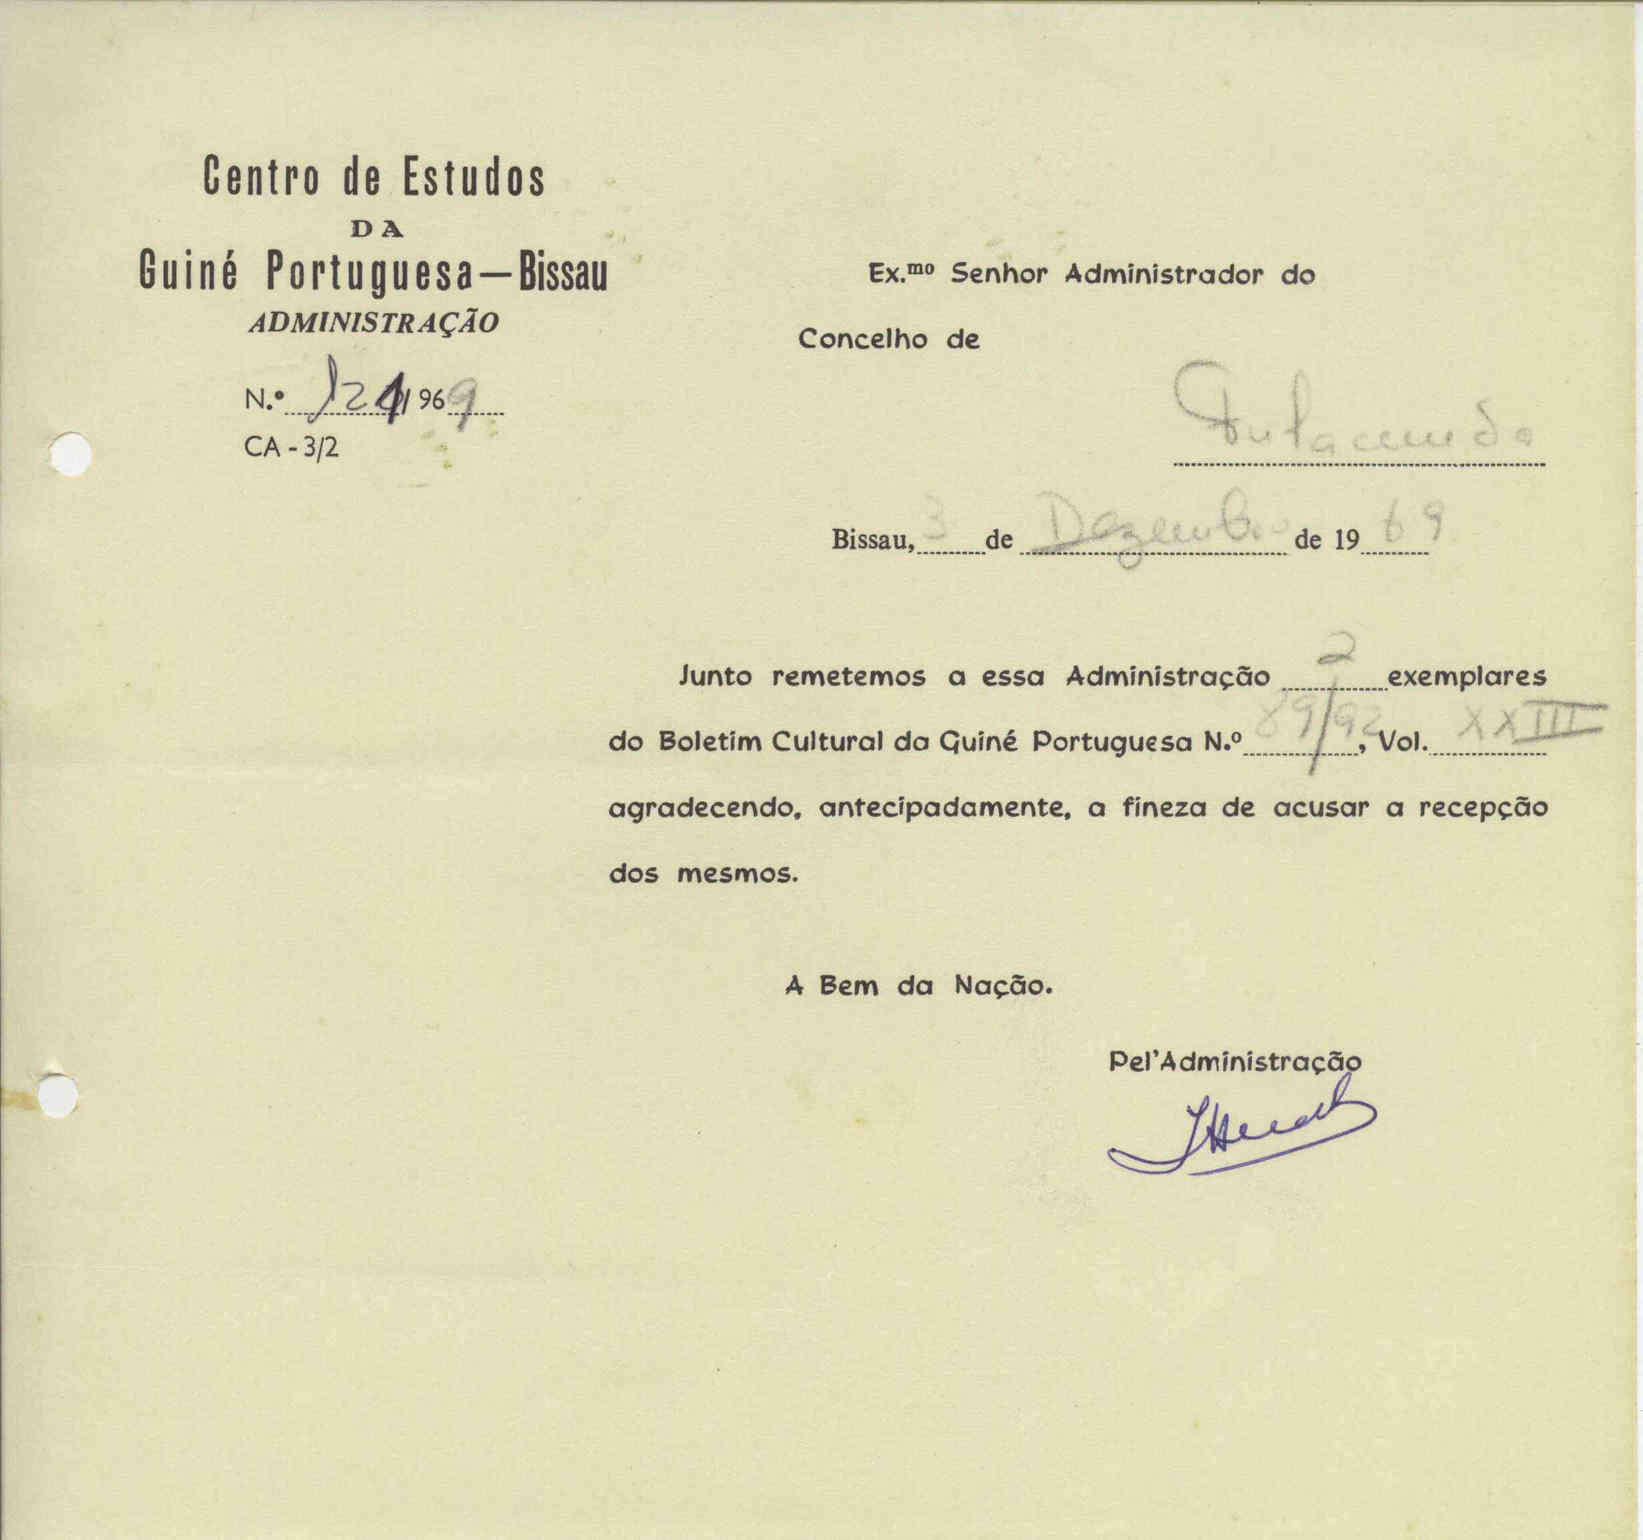 Centro de Estudos
DA
Guiné Portuguesa—Bissau
ADMINISTRAÇÃO
N.º 121/969
CA - 3/2
Ex.mo Senhor Administrador do
Concelho de
Bissau, 3 de Dezembro de 1969
Junto remetemos a essa Administração 2 exemplares
do Boletim Cultural da Guiné Portuguesa N.º 89/92, Vol. XXIII
agradecendo, antecipadamente, a fineza de acusar a recepção
dos mesmos.
A Bem da Nação.
Pel'Administração